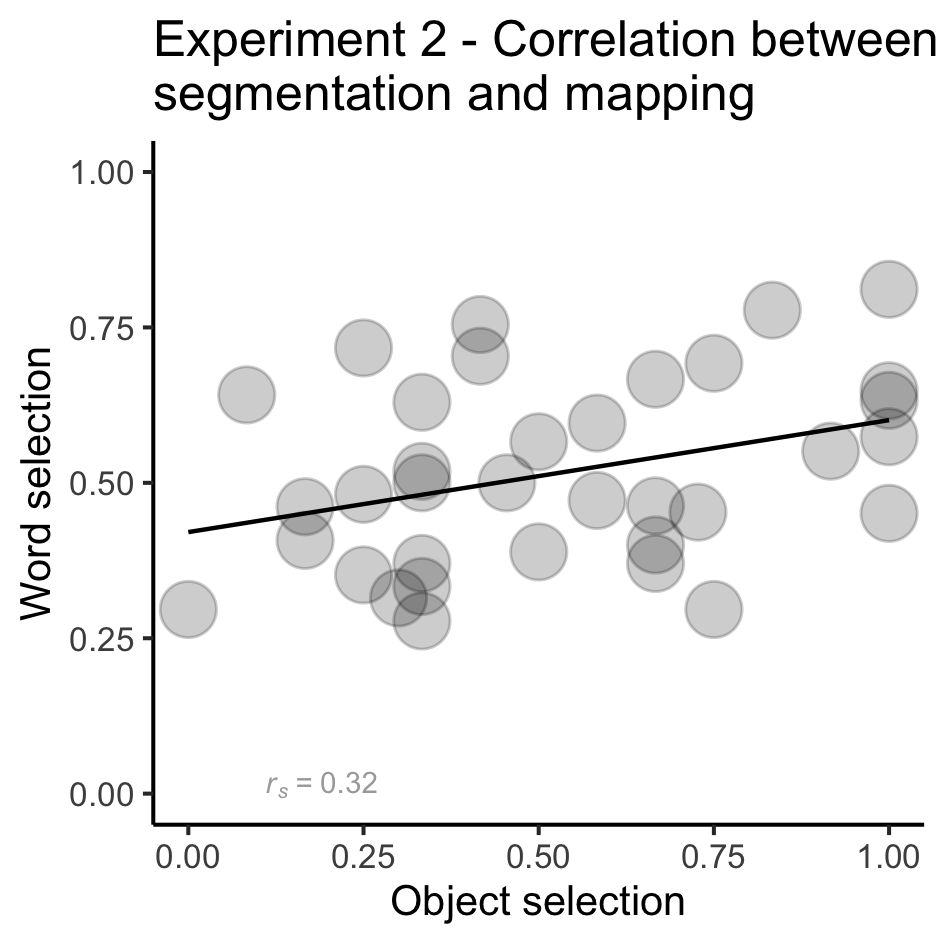 Experiment 2 - Correlation between
segmentation and mapping
1.00
0.75
0.50
0.25
0.00
Word selection
rs = 0.32
0.00 0.25 0.50 0.75 1.00
Object selection